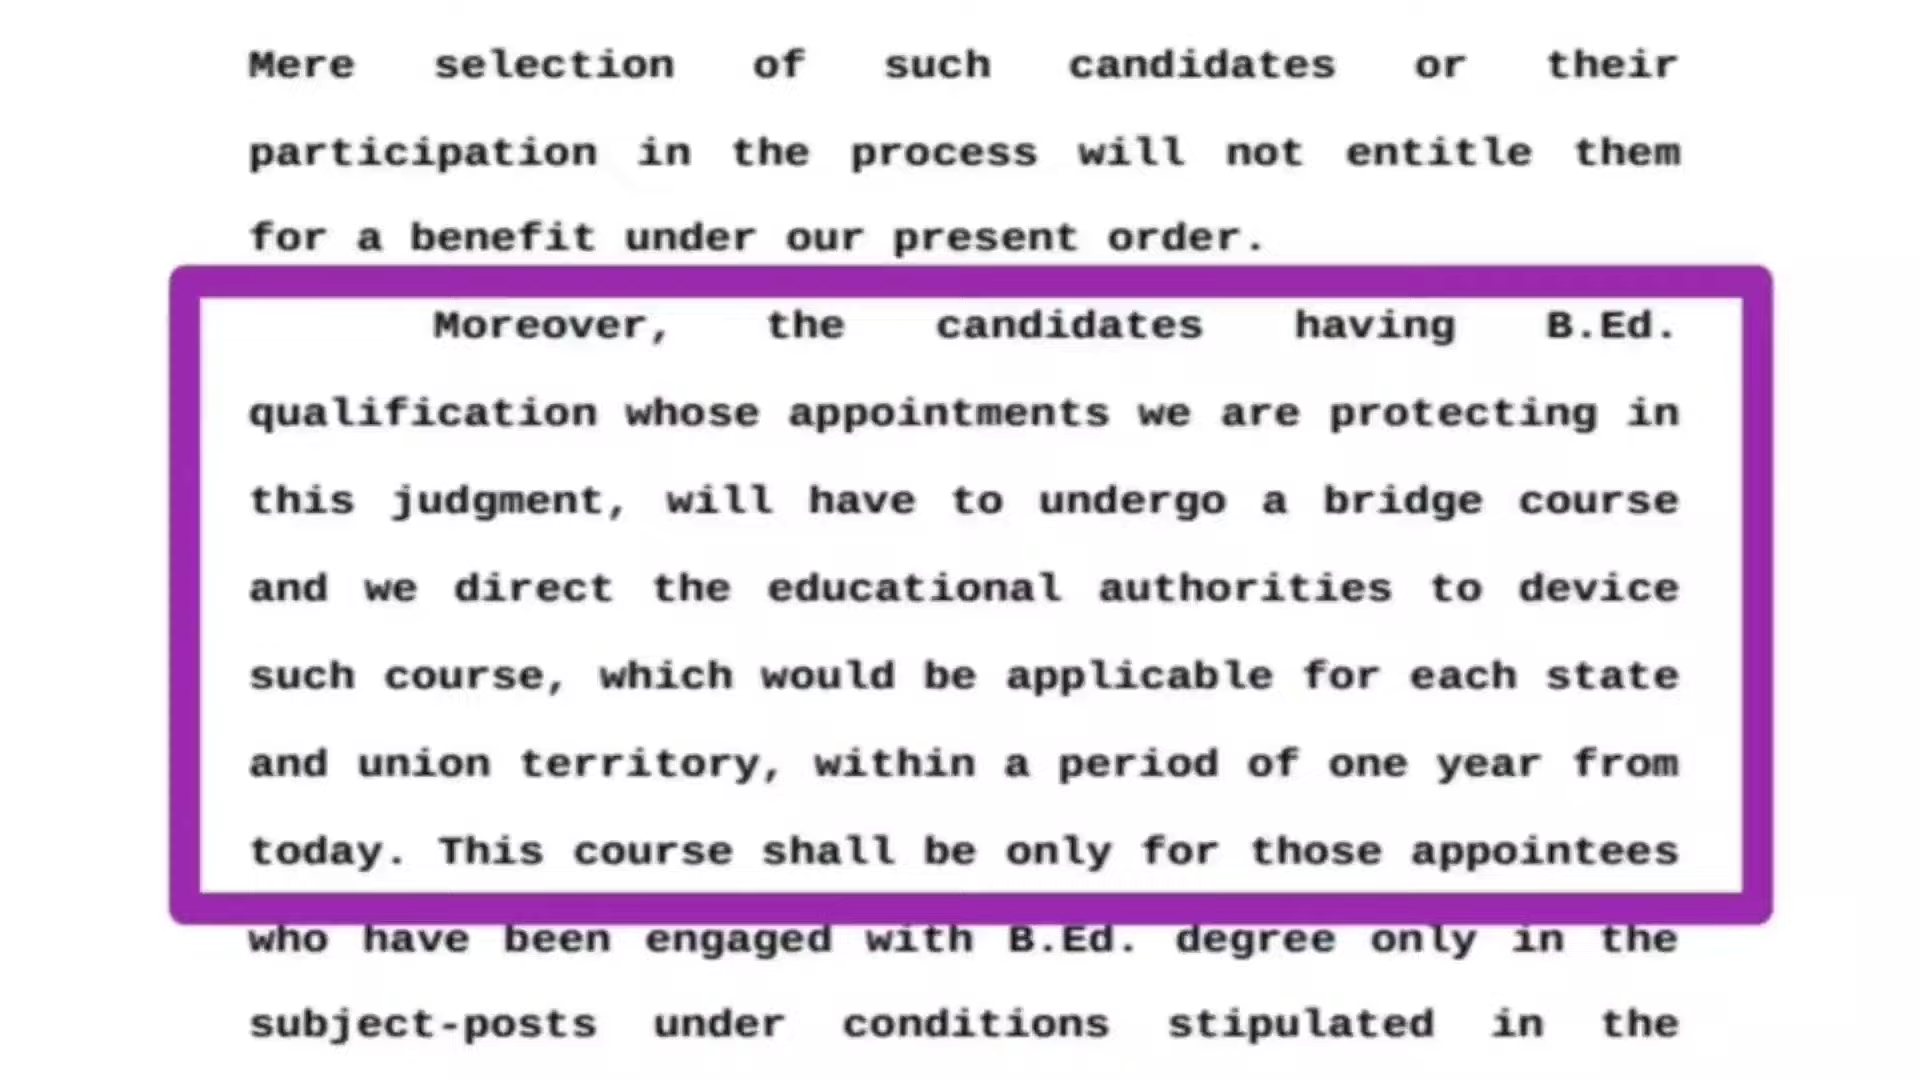 Mere selection of such candidates or their
participation in the process will not entitle them
for a benefit under our present order.
Moreover, the candidates having B.Ed.
qualification whose appointments we are protecting in
this judgment, will have to undergo a bridge course
and we direct the educational authorities to device
such course, which would be applicable for each state
and union territory, within a period of one year from
today. This course shall be only for those appointees
who have been engaged with B.Ed. degree only in the
subject-posts under conditions stipulated in the